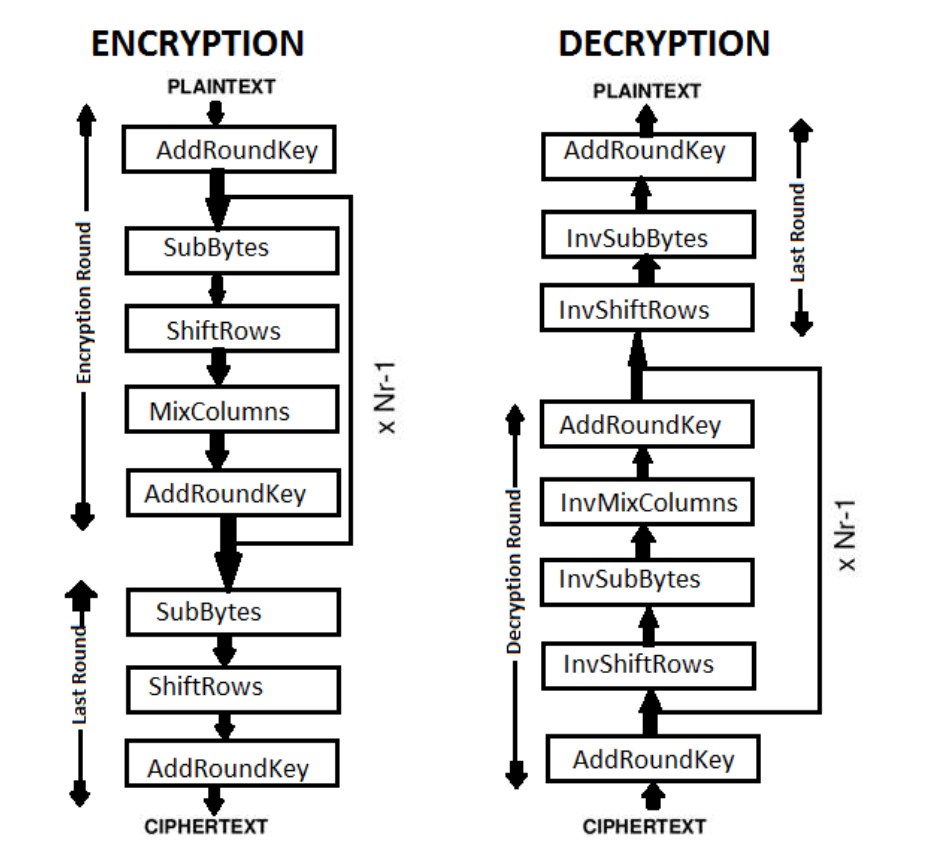 ENCRYPTION
PLAINTEXT
AddRoundKey
SubBytes
ShiftRows
MixColumns
AddRoundKey
Encryption Round
x Nr-1
SubBytes
ShiftRows
AddRoundKey
Last Round
CIPHERTEXT
DECRYPTION
PLAINTEXT
AddRoundKey
InvSubBytes
InvShiftRows
Last Round
AddRoundKey
InvMixColumns
InvSubBytes
InvShiftRows
AddRoundKey
Decryption Round
x Nr-1
CIPHERTEXT